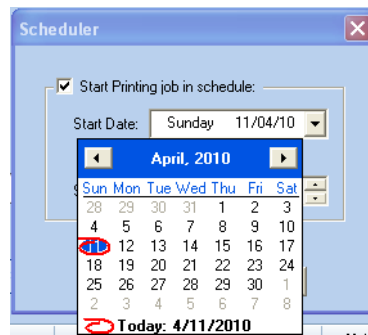 Scheduler
Start Printing job in schedule:
Start Date: Sunday 11/04/10
April, 2010
Sun Mon Tue Wed Thu Fri Sat
28 29 30 31 1 2 3
4 5 6 7 8 9 10
11 12 13 14 15 16 17
18 19 20 21 22 23 24
25 26 27 28 29 30 1
2 3 4 5 6 7 8
Today: 4/11/2010